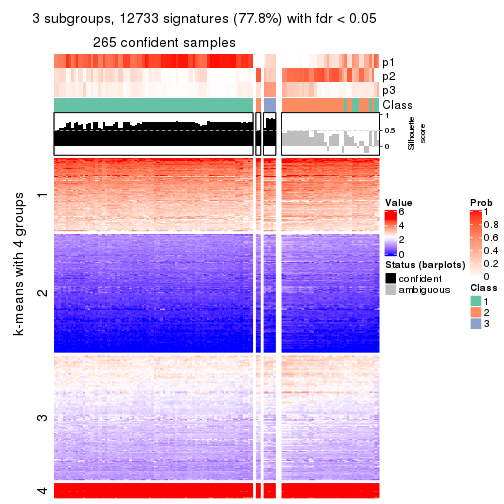 3 subgroups, 12733 signatures (77.8%) with fdr < 0.05
265 confident samples
p1
p2
p3
Class
1
0.5
0
Silhouette
score
k-means with 4 groups
1
2
3
4
Value
6
4
2
0
Status (barplots)
confident
ambiguous
Prob
1
0.8
0.6
0.4
0.2
0
Class
1
2
3